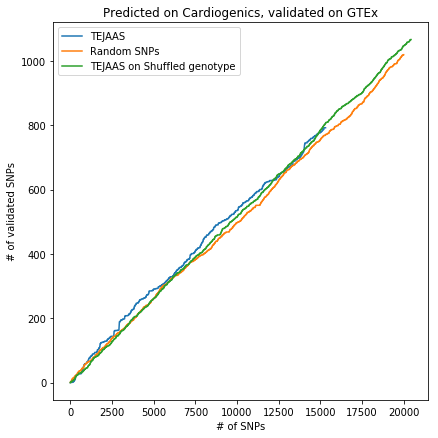 Predicted on Cardiogenics, validated on GTEx
TEJAAS
Random SNPs
TEJAAS on Shuffled genotype
# of validated SNPs
1000
800
600
400
200
0
0 2500 5000 7500 10000 12500 15000 17500 20000
# of SNPs